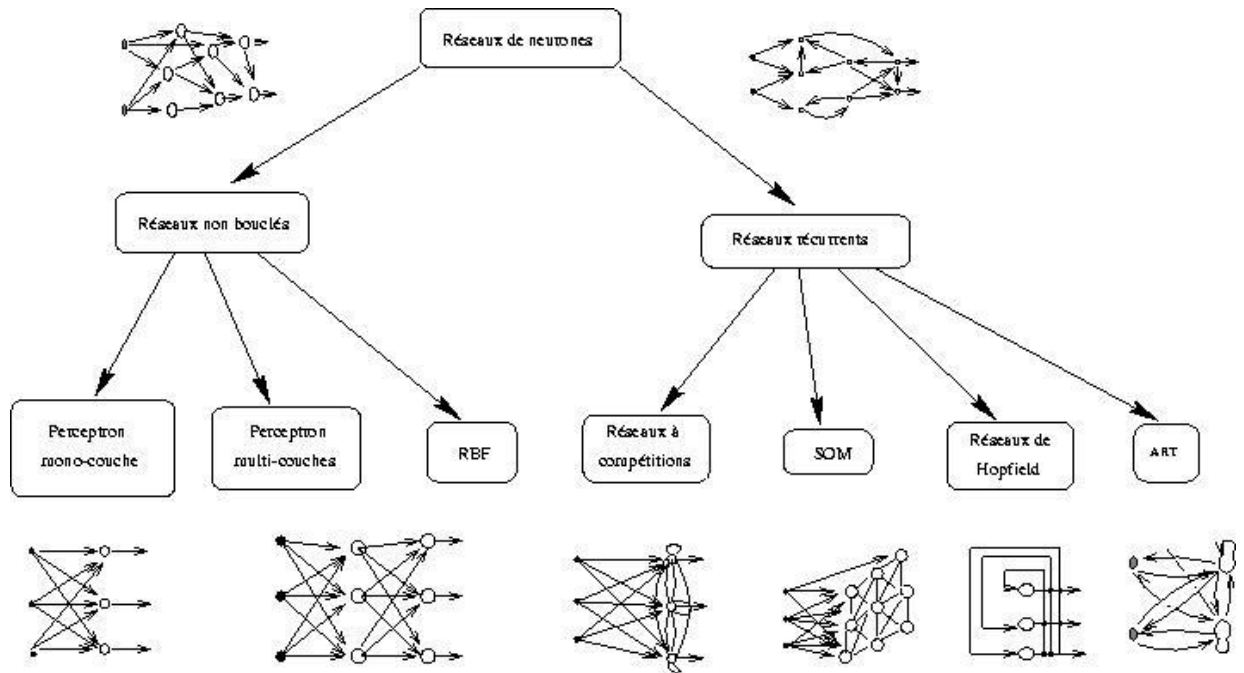 Réseaux de neurones
Réseaux non bouclés
Réseaux récurrents
Perceptron
mono-couche
Perceptron
multi-couches
RBF
Réseaux à
compétitions
SOM
Réseaux de
Hopfield
ART